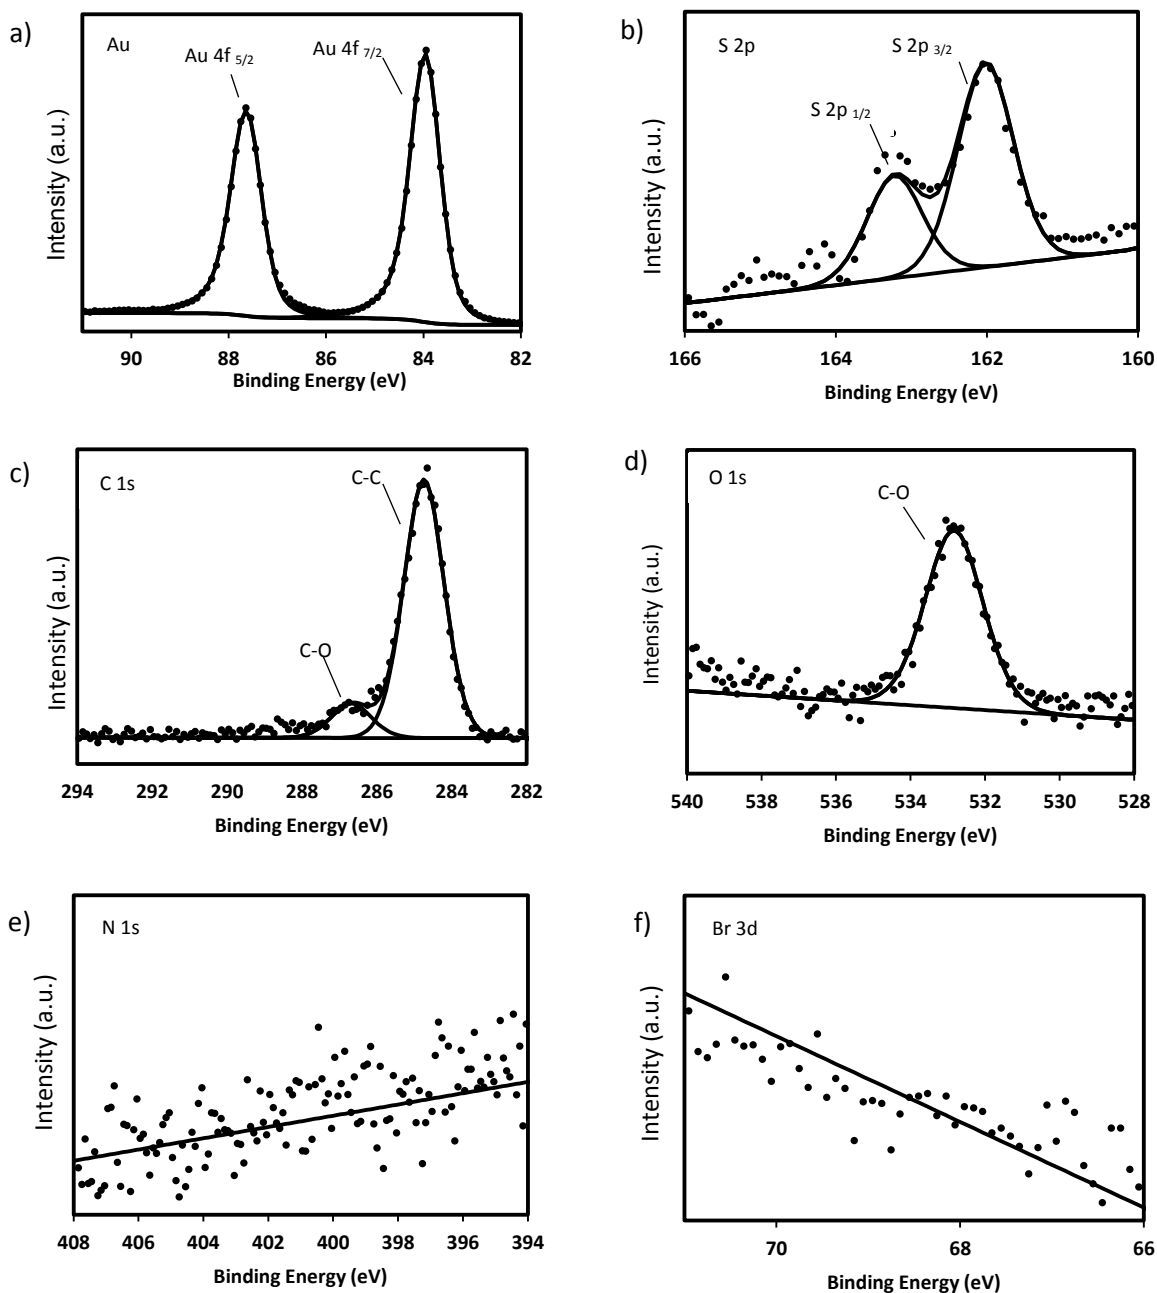 a)
Au
Au 4f 5/2
Au 4f 7/2
Intensity (a.u.)
90 88 86 84 82
Binding Energy (eV)
b)
S 2p
S 2p 3/2
S 2p 1/2
Intensity (a.u.)
166 164 162 160
Binding Energy (eV)
c)
C 1s
C-C
C-O
Intensity (a.u.)
294 292 290 288 286 284 282
Binding Energy (eV)
d)
O 1s
C-O
Intensity (a.u.)
540 538 536 534 532 530 528
Binding Energy (eV)
e)
N 1s
Intensity (a.u.)
408 406 404 402 400 398 396 394
Binding Energy (eV)
f)
Br 3d
Intensity (a.u.)
70 68 66
Binding Energy (eV)